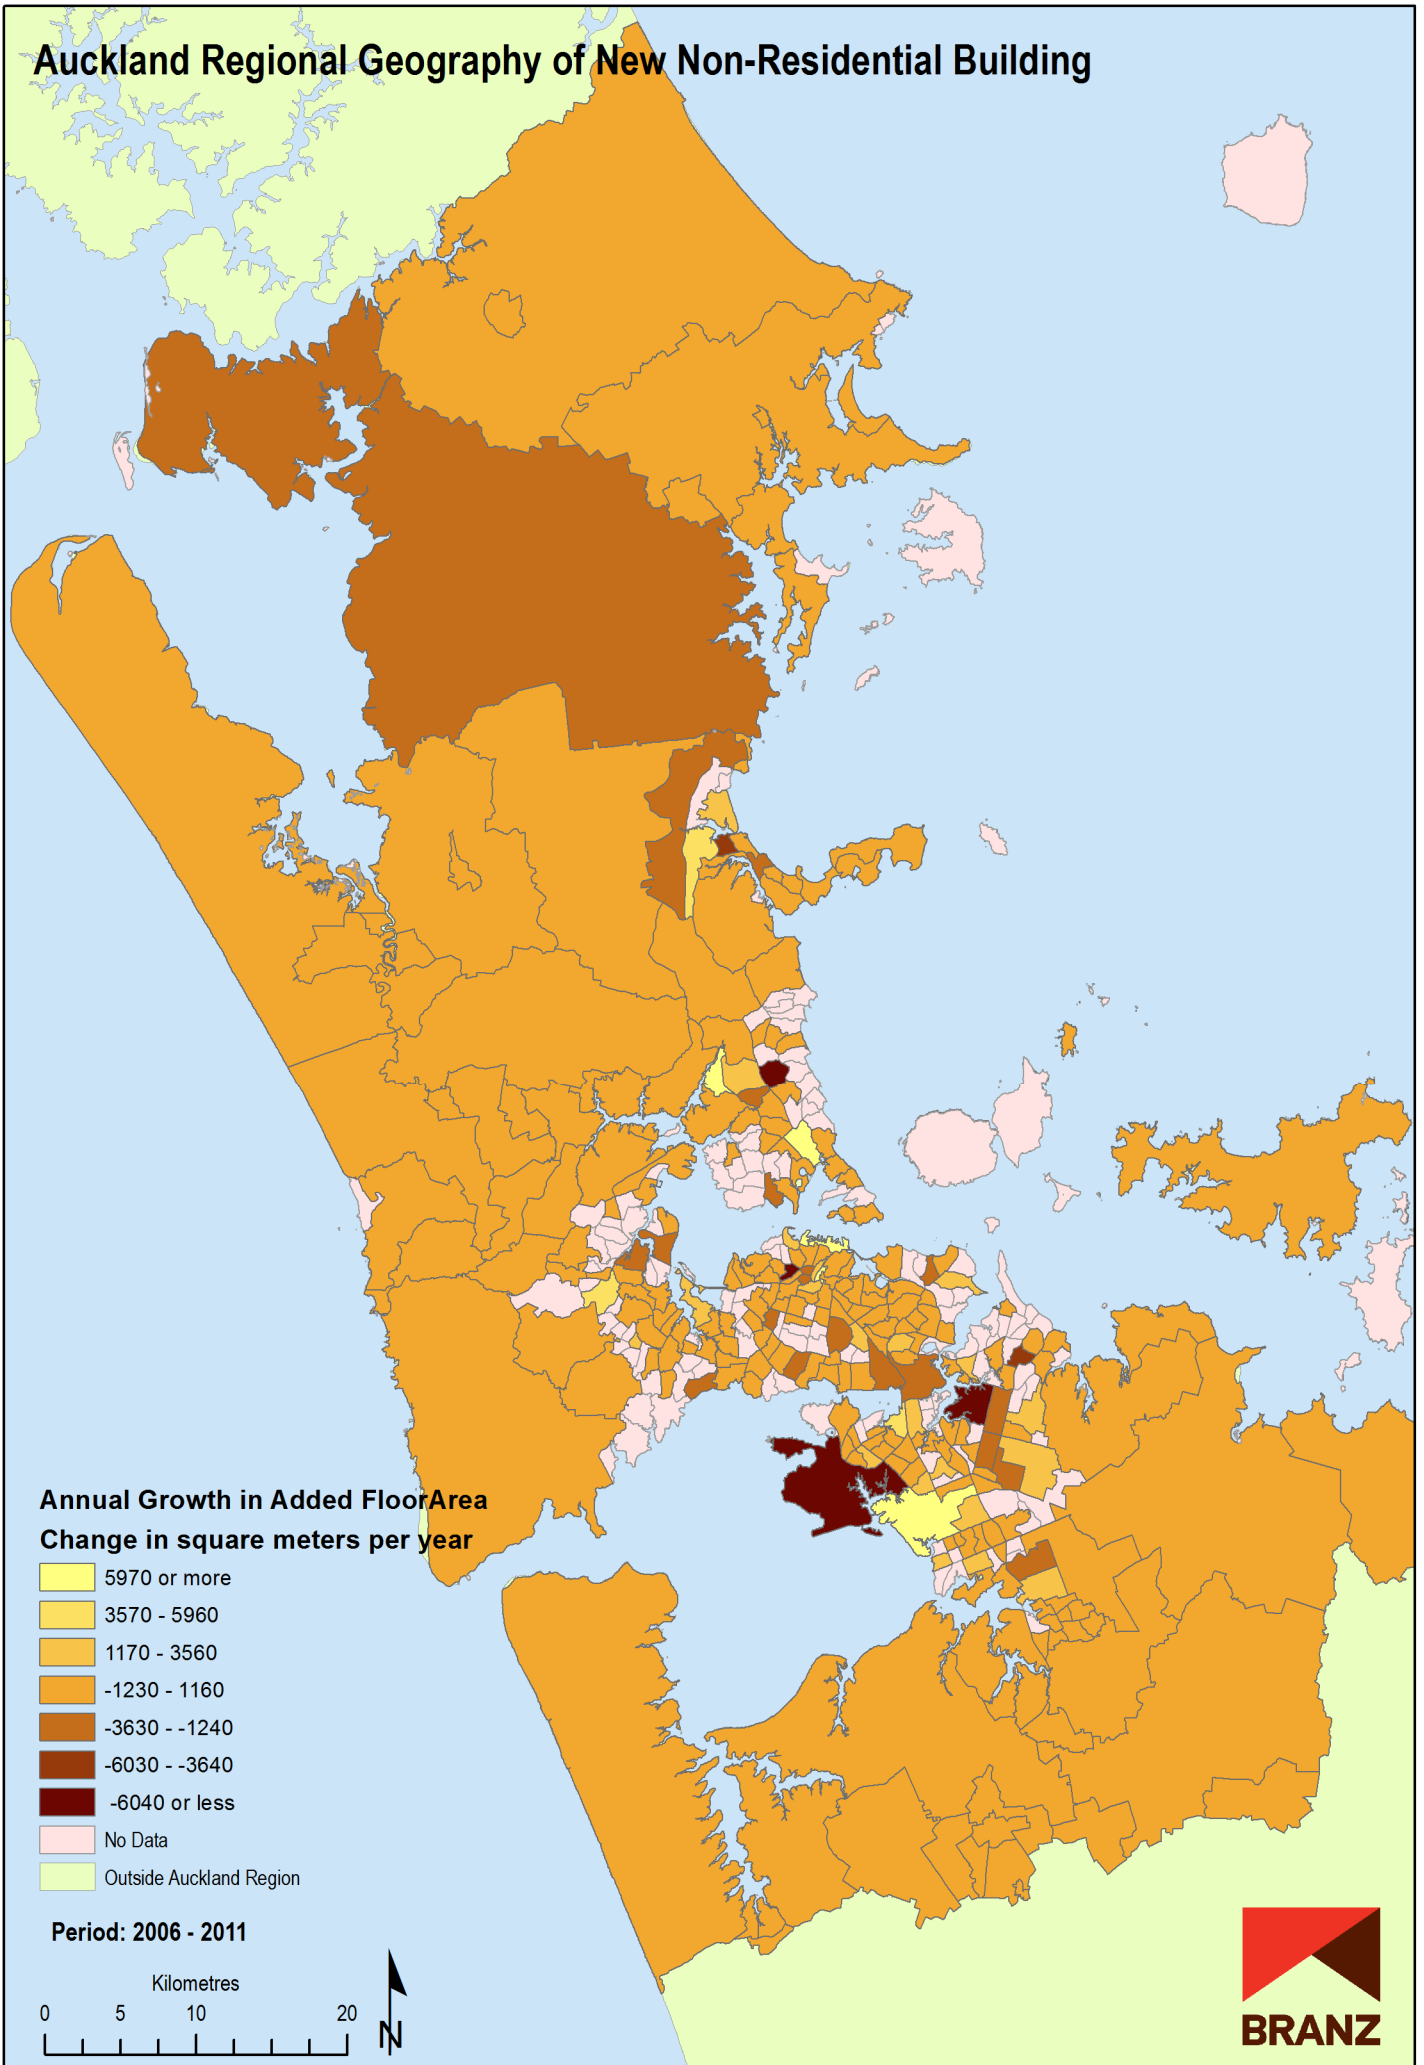 Auckland Regional Geography of New Non-Residential Building
Annual Growth in Added FloorArea
Change in square meters per year
5970 or more
3570 - 5960
1170 - 3560
-1230 - 1160
-3630 - -1240
-6030 - -3640
-6040 or less
No Data
Outside Auckland Region
Period: 2006 - 2011
Kilometres
0 5 10 20
N
BRANZ